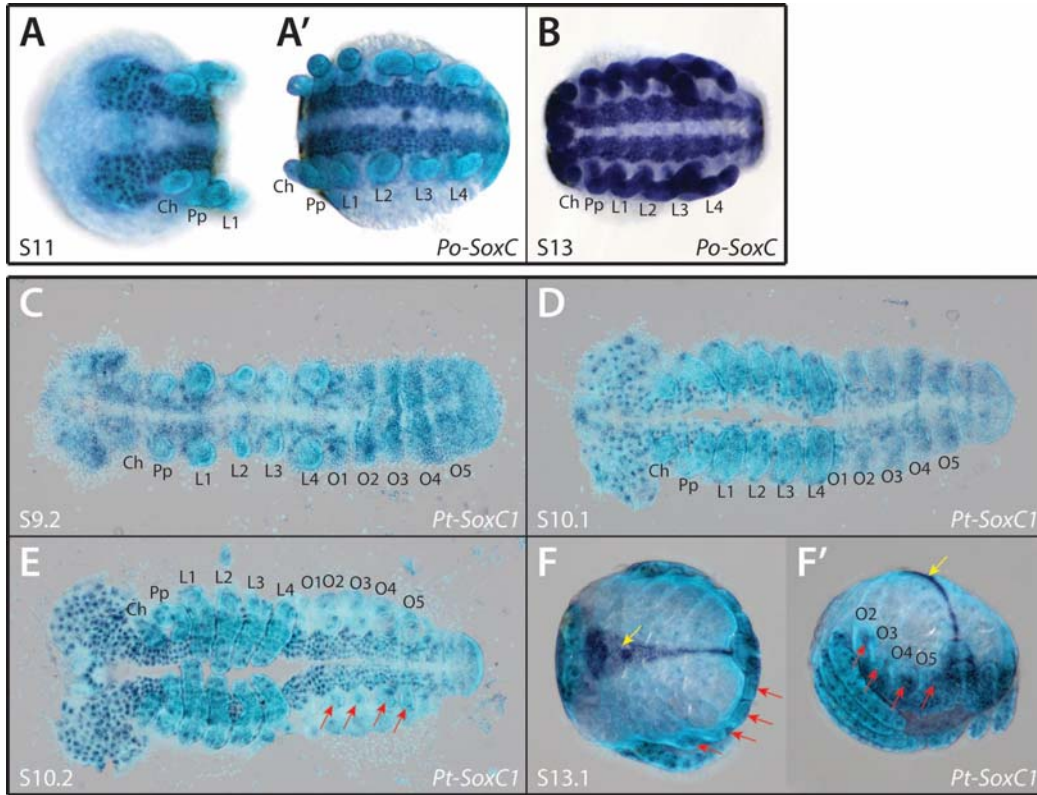 A
A'
B
Ch
Pp
L1
Ch
Pp
L1
L2
L3
L4
Ch
Pp
L1
L2
L3
L4
S11
Po-SoxC
S13
Po-SoxC
C
D
Ch
Pp
L1
L2
L3
L4
O1
O2
O3
O4
O5
Ch
Pp
L1
L2
L3
L4
O1
O2
O3
O4
O5
S9.2
Pt-SoxC1
S10.1
Pt-SoxC1
E
F
F'
Ch
Pp
L1
L2
L3
L4
O1
O2
O3
O4
O5
O2
O3
O4
O5
S10.2
Pt-SoxC1
S13.1
Pt-SoxC1